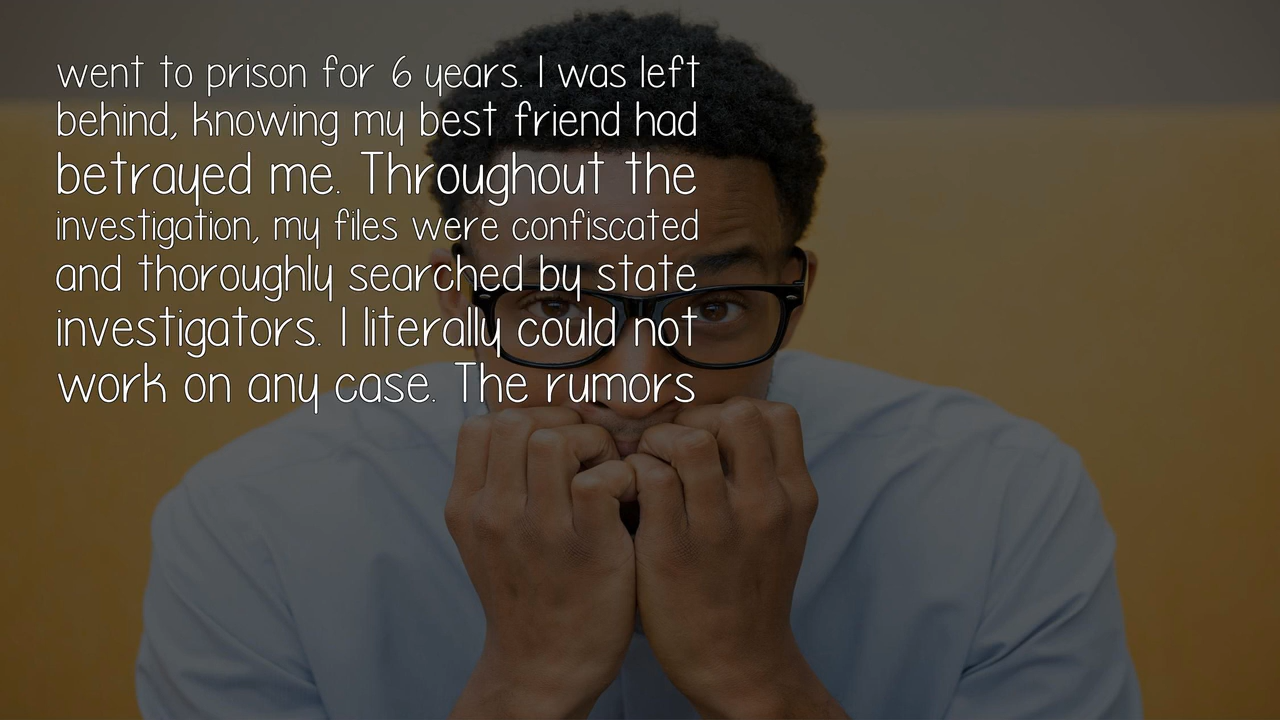 went to prison for 6 years. I was left
behind, knowing my best friend had
betrayed me. Throughout the
investigation, my files were confiscated
and thoroughly searched by state
investigators. I literally could not
work on any case. The rumors